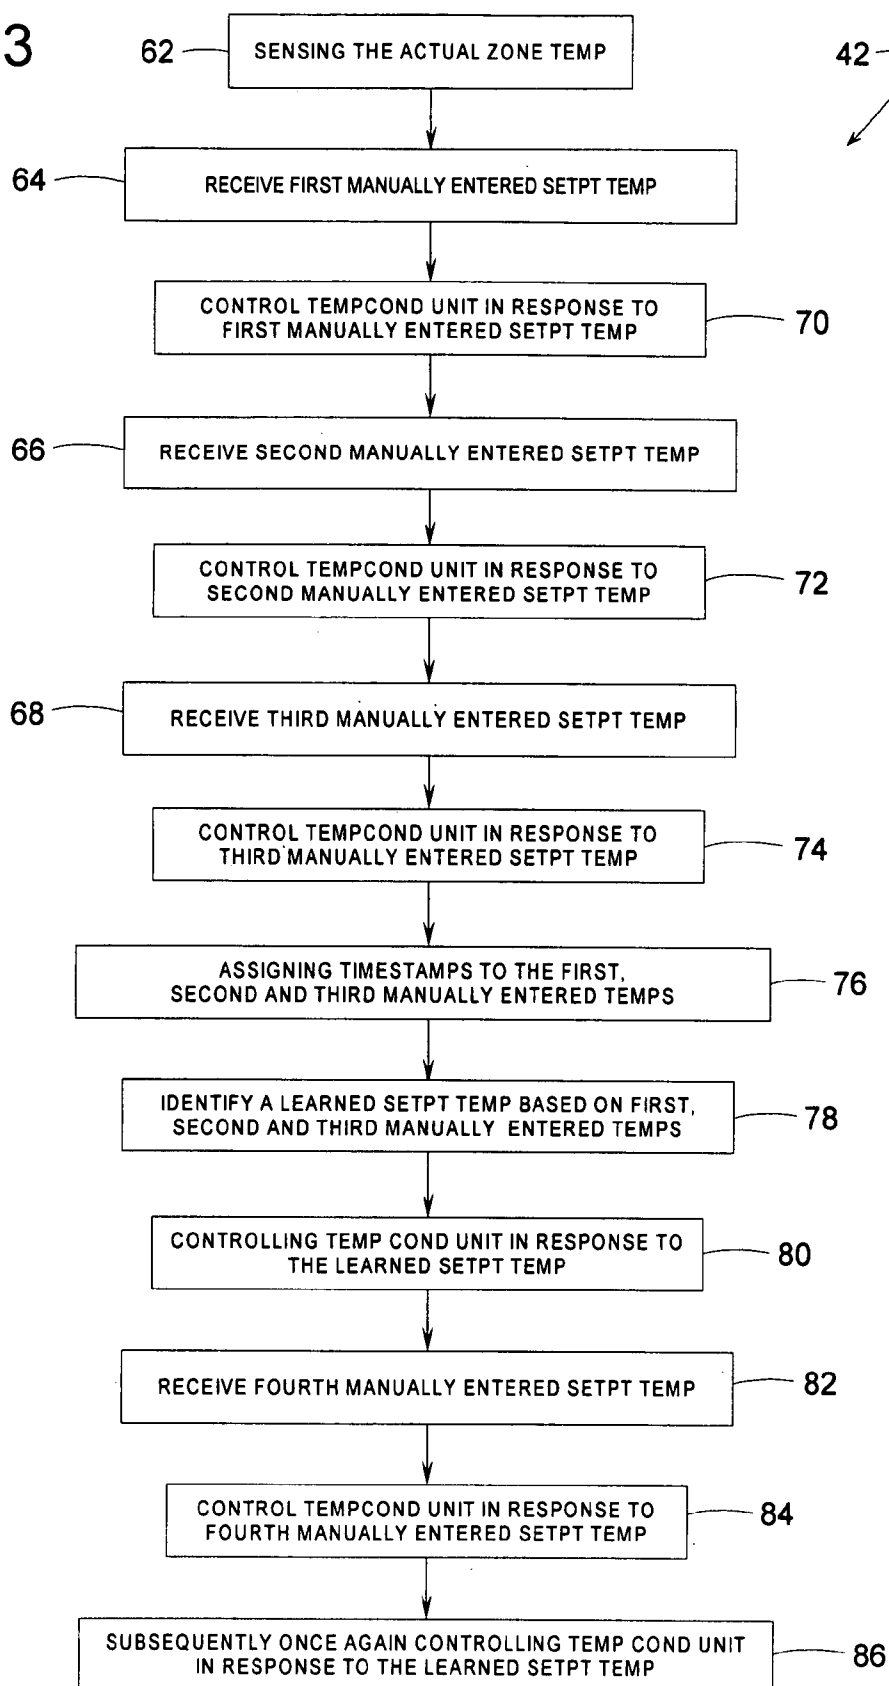 3
62
SENSING THE ACTUAL ZONE TEMP
42
64
RECEIVE FIRST MANUALLY ENTERED SETPT TEMP
CONTROL TEMPCOND UNIT IN RESPONSE TO
FIRST MANUALLY ENTERED SETPT TEMP
70
66
RECEIVE SECOND MANUALLY ENTERED SETPT TEMP
CONTROL TEMPCOND UNIT IN RESPONSE TO
SECOND MANUALLY ENTERED SETPT TEMP
72
68
RECEIVE THIRD MANUALLY ENTERED SETPT TEMP
CONTROL TEMPCOND UNIT IN RESPONSE TO
THIRD MANUALLY ENTERED SETPT TEMP
74
ASSIGNING TIMESTAMPS TO THE FIRST,
SECOND AND THIRD MANUALLY ENTERED TEMPS
76
IDENTIFY A LEARNED SETPT TEMP BASED ON FIRST,
SECOND AND THIRD MANUALLY ENTERED TEMPS
78
CONTROLLING TEMP COND UNIT IN RESPONSE TO
THE LEARNED SETPT TEMP
80
RECEIVE FOURTH MANUALLY ENTERED SETPT TEMP
82
CONTROL TEMPCOND UNIT IN RESPONSE TO
FOURTH MANUALLY ENTERED SETPT TEMP
84
SUBSEQUENTLY ONCE AGAIN CONTROLLING TEMP COND UNIT
IN RESPONSE TO THE LEARNED SETPT TEMP
86